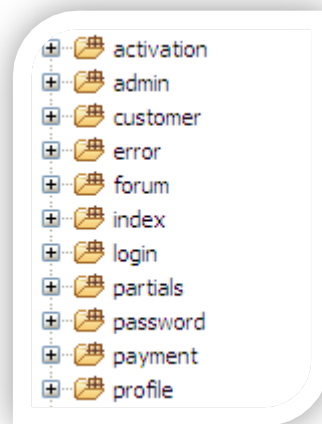 activation
admin
customer
error
forum
index
login
partials
password
payment
profile